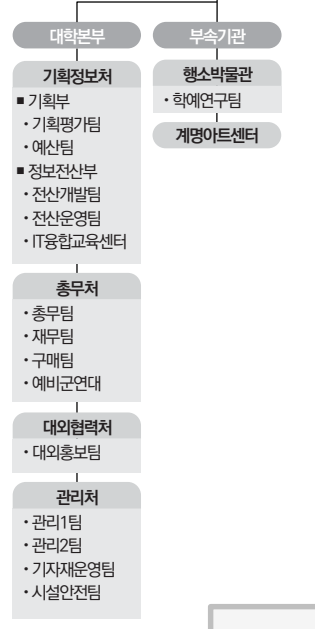 대학본부
기획정보처
■ 기획부
• 기획평가팀
• 예산팀
■ 정보전산부
• 전산개발팀
• 전산운영팀
• IT융합교육센터
총무처
• 총무팀
• 재무팀
• 구매팀
• 예비군연대
대외협력처
• 대외홍보팀
관리처
• 관리1팀
• 관리2팀
• 기자재운영팀
• 시설안전팀
부속기관
행소박물관
• 학예연구팀
계명아트센터